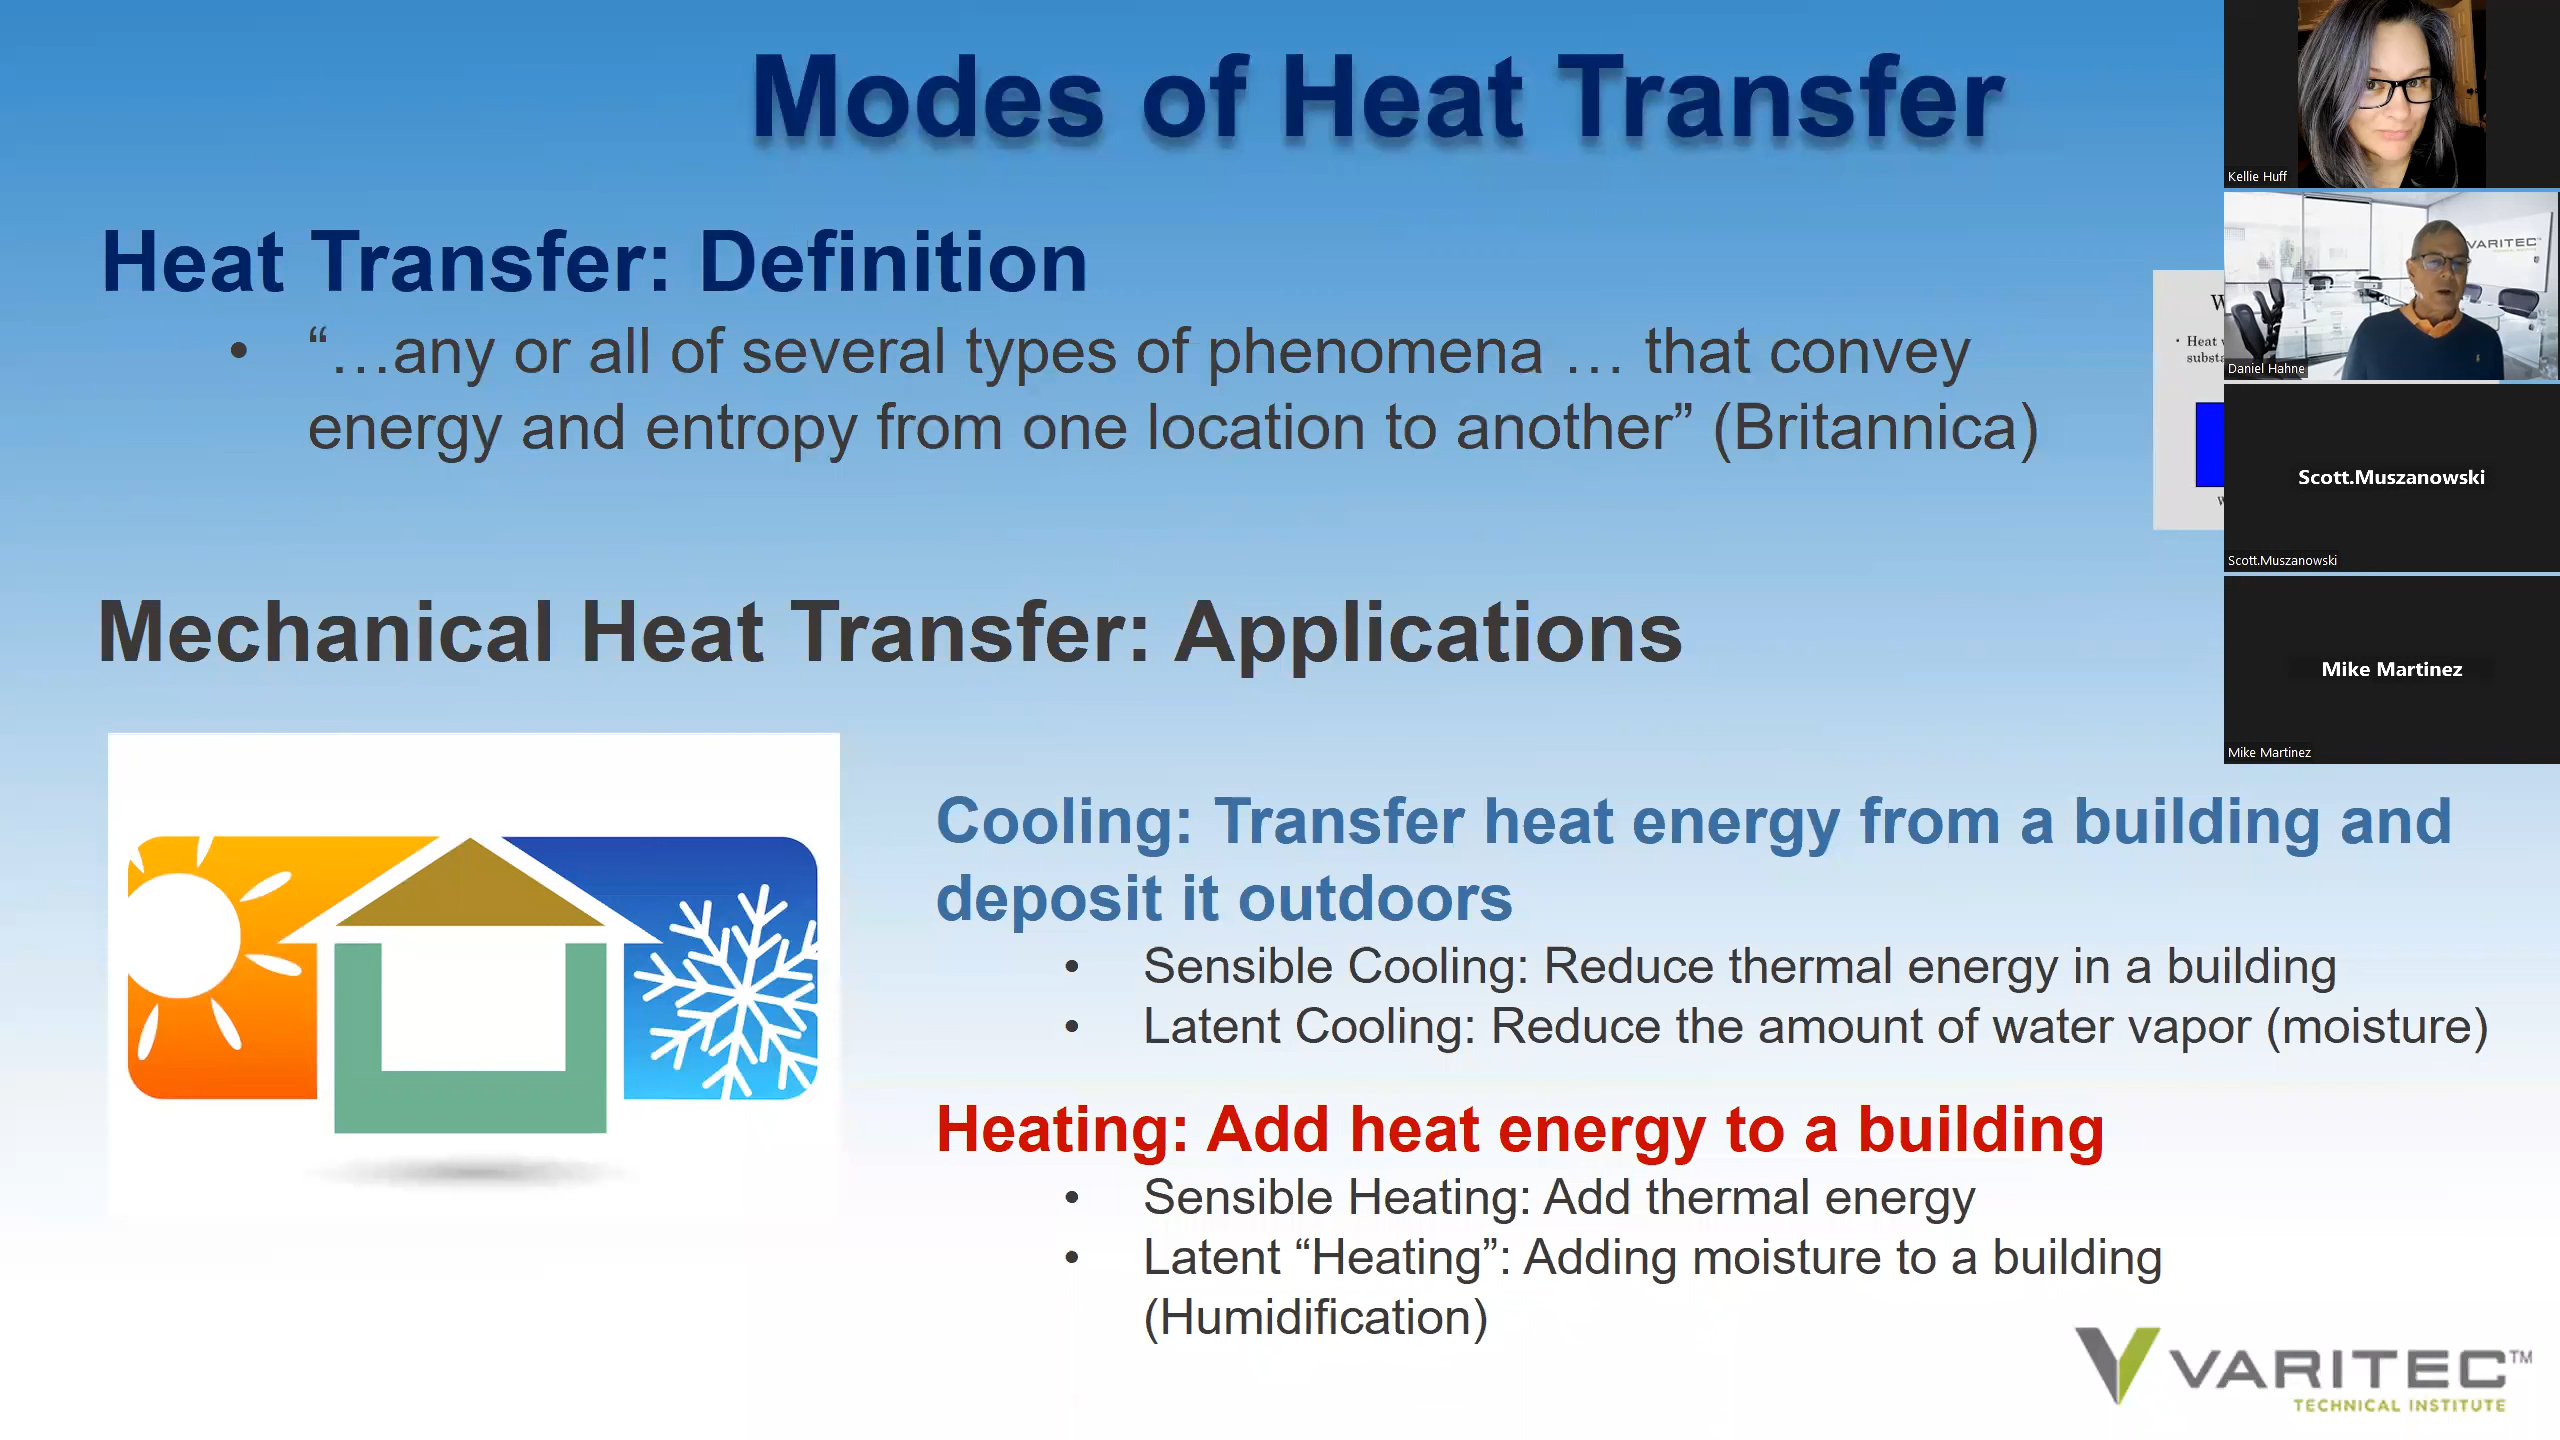 Modes of Heat Transfer
Heat Transfer: Definition
• “…any or all of several types of phenomena … that convey
energy and entropy from one location to another” (Britannica)
Mechanical Heat Transfer: Applications
Cooling: Transfer heat energy from a building and
deposit it outdoors
• Sensible Cooling: Reduce thermal energy in a building
• Latent Cooling: Reduce the amount of water vapor (moisture)
Heating: Add heat energy to a building
• Sensible Heating: Add thermal energy
• Latent “Heating”: Adding moisture to a building
(Humidification)
VARITEC™
TECHNICAL INSTITUTE
• Heat
Kellie Huff
VARITEC
Daniel Hahne
Scott.Muszanowski
Scott.Muszanowski
Mike Martinez
Mike Martinez